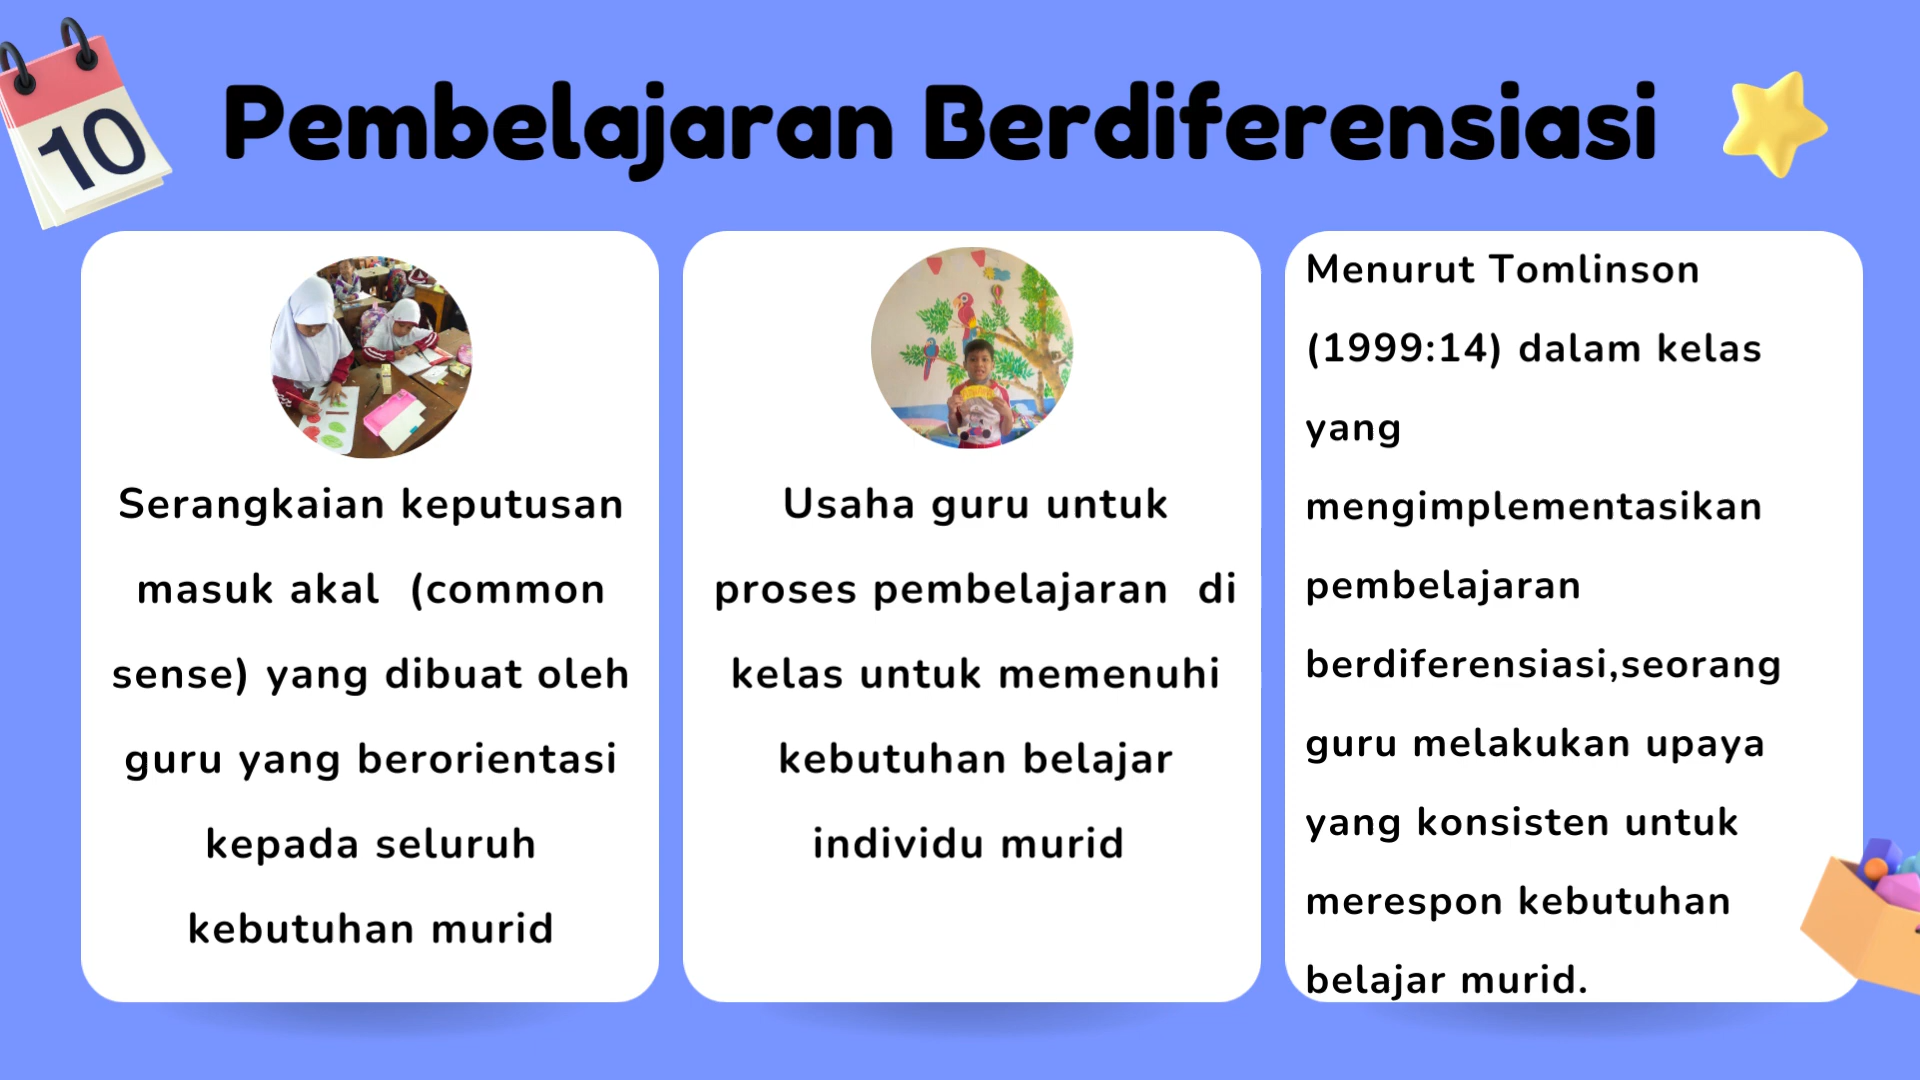 10
Pembelajaran Berdiferensiasi
Serangkaian keputusan
masuk akal (common
sense) yang dibuat oleh
guru yang berorientasi
kepada seluruh
kebutuhan murid
Usaha guru untuk
proses pembelajaran di
kelas untuk memenuhi
kebutuhan belajar
individu murid
Menurut Tomlinson
(1999:14) dalam kelas
yang
mengimplementasikan
pembelajaran
berdiferensiasi,seorang
guru melakukan upaya
yang konsisten untuk
merespon kebutuhan
belajar murid.